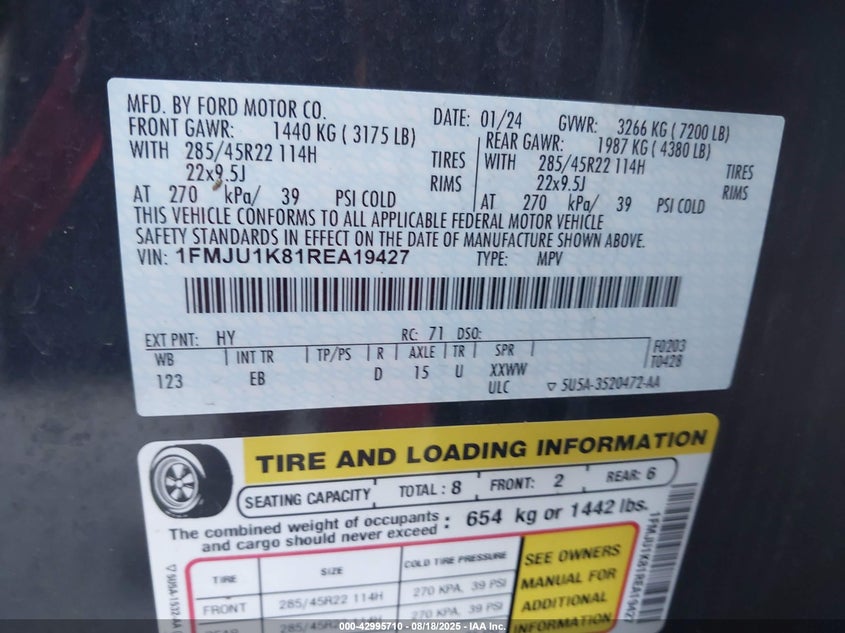 MFD. BY FORD MOTOR CO. DATE: 01/24 GVWR: 3266 KG ( 7200 LB)
FRONT GAWR: 1440 KG ( 3175 LB) REAR GAWR: 1987 KG ( 4380 LB)
WITH 285/45R22 114H TIRES WITH 285/45R22 114H TIRES
22x9.5J RIMS 22x9.5J RIMS
AT 270 kPa/ 39 PSI COLD AT 270 kPa/ 39 PSI COLD
THIS VEHICLE CONFORMS TO ALL APPLICABLE FEDERAL MOTOR VEHICLE
SAFETY STANDARDS IN EFFECT ON THE DATE OF MANUFACTURE SHOWN ABOVE.
VIN: 1FMJU1K81REA19427 TYPE: MPV
EXT PNT: HY RC: 71 DSO:
WB INT TR TP/PS R AXLE TR SPR F0203
123 EB D 15 U XXWW T0428
ULC ▽ 5U5A-3520472-AA
TIRE AND LOADING INFORMATION
SEATING CAPACITY TOTAL : 8 FRONT: 2 REAR: 6
The combined weight of occupants
and cargo should never exceed : 654 kg or 1442 lbs.
TIRE SIZE COLD TIRE PRESSURE
FRONT 285/45R22 114H 270 KPA, 39 PSI
SEE OWNERS
MANUAL FOR
ADDITIONAL
INFORMATION
1FMJU1K81REA19427
000-42995710 - 08/18/2025 - IAA Inc.